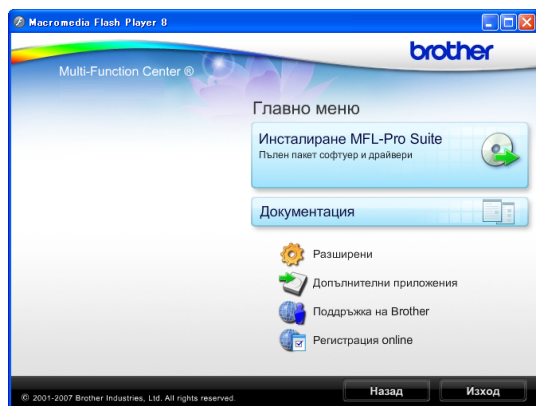 Macromedia Flash Player 8
brother
Multi-Function Center ®
Главно меню
Инсталиране MFL-Pro Suite
Пълен пакет софтуер и драйвери
Документация
Разширени
Допълнителни приложения
Поддръжка на Brother
Регистрация online
© 2001-2007 Brother Industries, Ltd. All rights reserved.
Назад
Изход